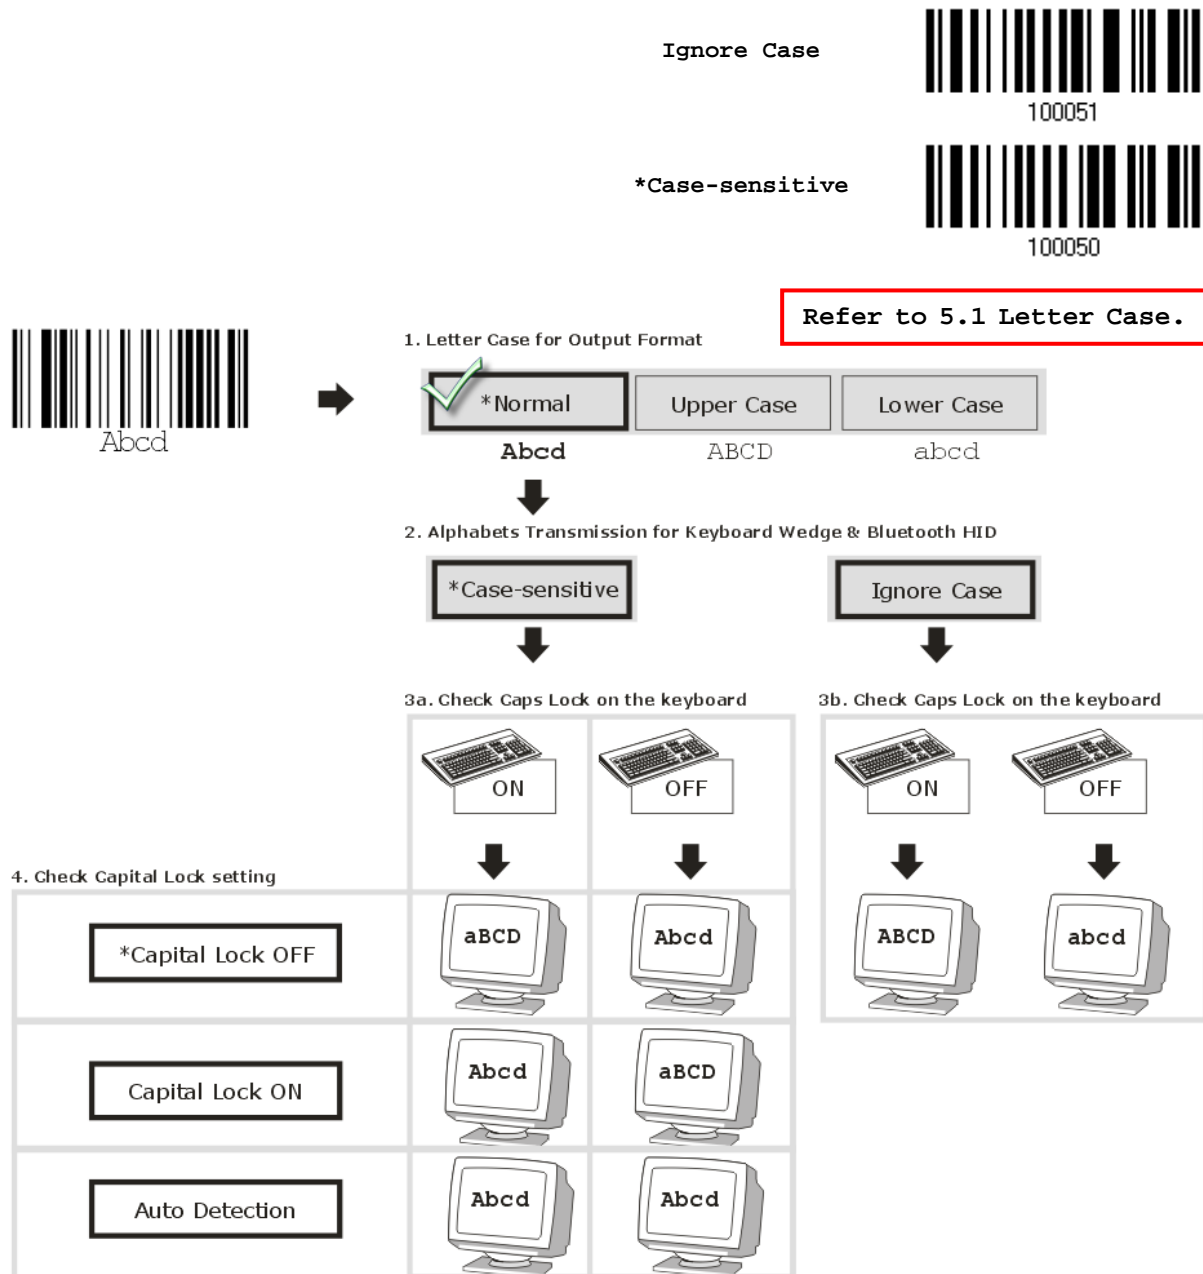 Ignore Case
100051
*Case-sensitive
100050
Refer to 5.1 Letter Case.
1. Letter Case for Output Format
*Normal Upper Case Lower Case
Abcd
Abcd ABCD abcd
2. Alphabets Transmission for Keyboard Wedge & Bluetooth HID
*Case-sensitive Ignore Case
3a. Check Caps Lock on the keyboard 3b. Check Caps Lock on the keyboard
ON OFF ON OFF
4. Check Capital Lock setting
*Capital Lock OFF aBCD Abcd ABCD abcd
Capital Lock ON Abcd aBCD
Auto Detection Abcd Abcd